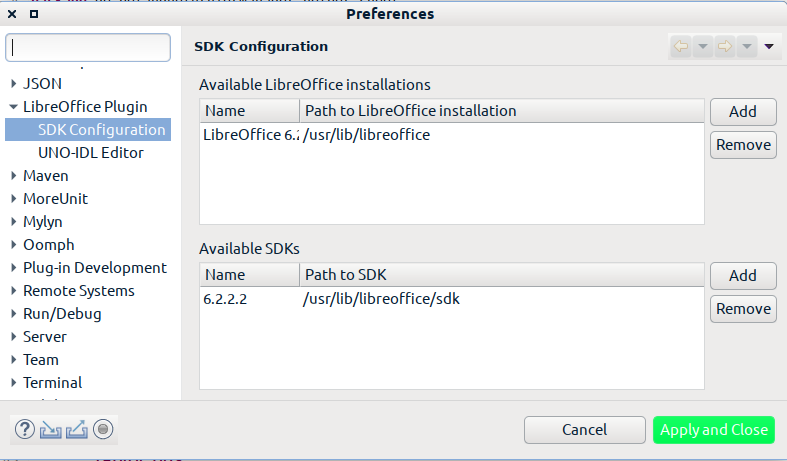 Preferences
SDK Configuration
JSON
LibreOffice Plugin
SDK Configuration
UNO-IDL Editor
Maven
MoreUnit
Mylyn
Oomph
Plug-in Development
Remote Systems
Run/Debug
Server
Team
Terminal
Available LibreOffice installations
Name Path to LibreOffice installation
LibreOffice 6.2 /usr/lib/libreoffice
Add
Remove
Available SDKs
Name Path to SDK
6.2.2.2 /usr/lib/libreoffice/sdk
Add
Remove
?
Cancel
Apply and Close